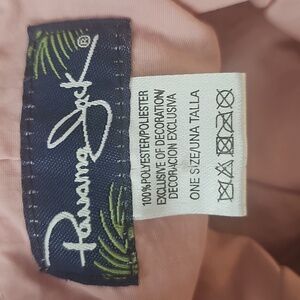 Panama Jack®
100%POLYESTER/POLIESTER
EXCLUSIVE OF DECORATION/
DECORACION EXCLUSIVA
ONE SIZE/UNA TALLA